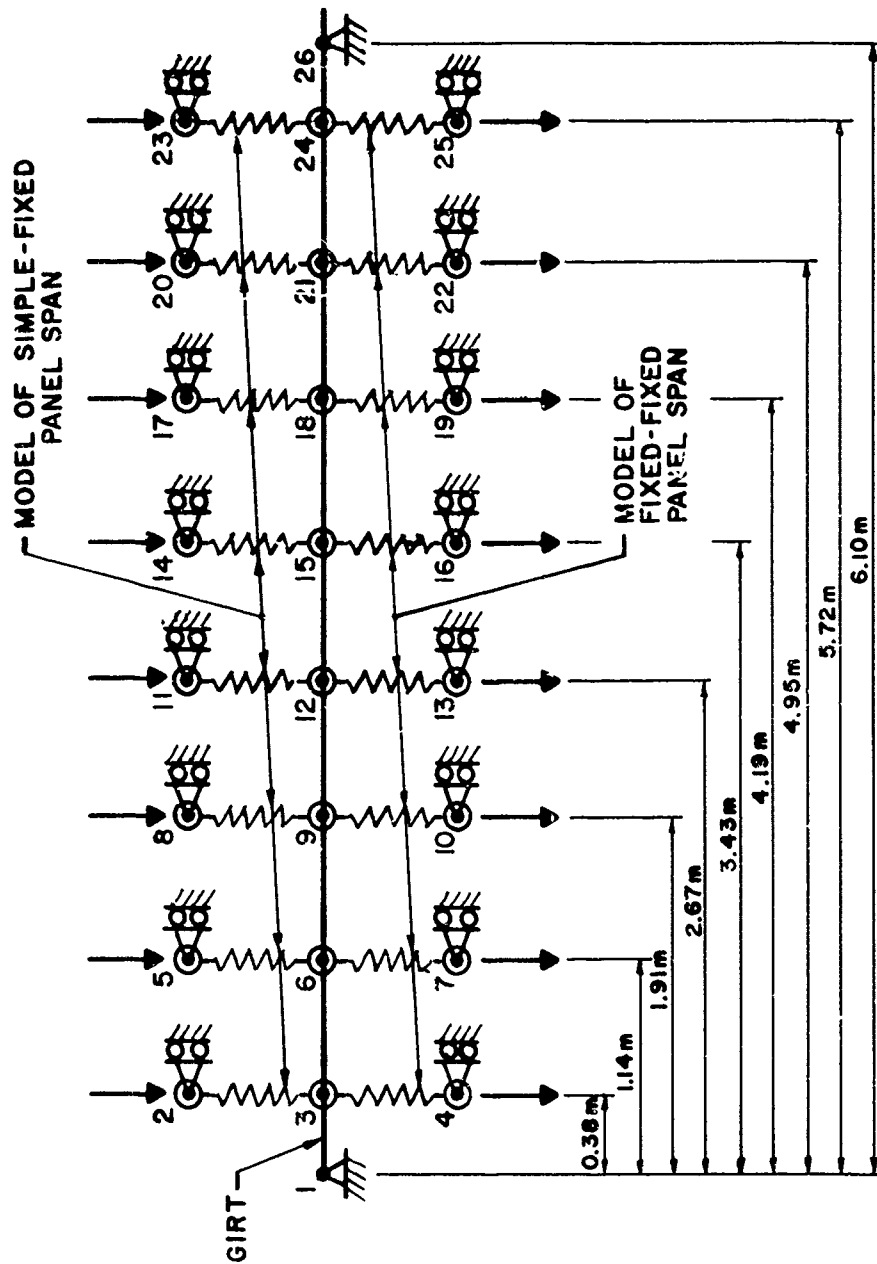 MODEL OF SIMPLE-FIXED
PANEL SPAN
2
5
8
11
14
17
20
23
GIRT
1
3
6
9
12
15
18
21
24
26
4
7
10
13
16
19
22
25
MODEL OF
FIXED-FIXED
PANEL SPAN
0.38m
1.14m
1.91m
2.67m
3.43m
4.19m
4.95m
5.72m
6.10m